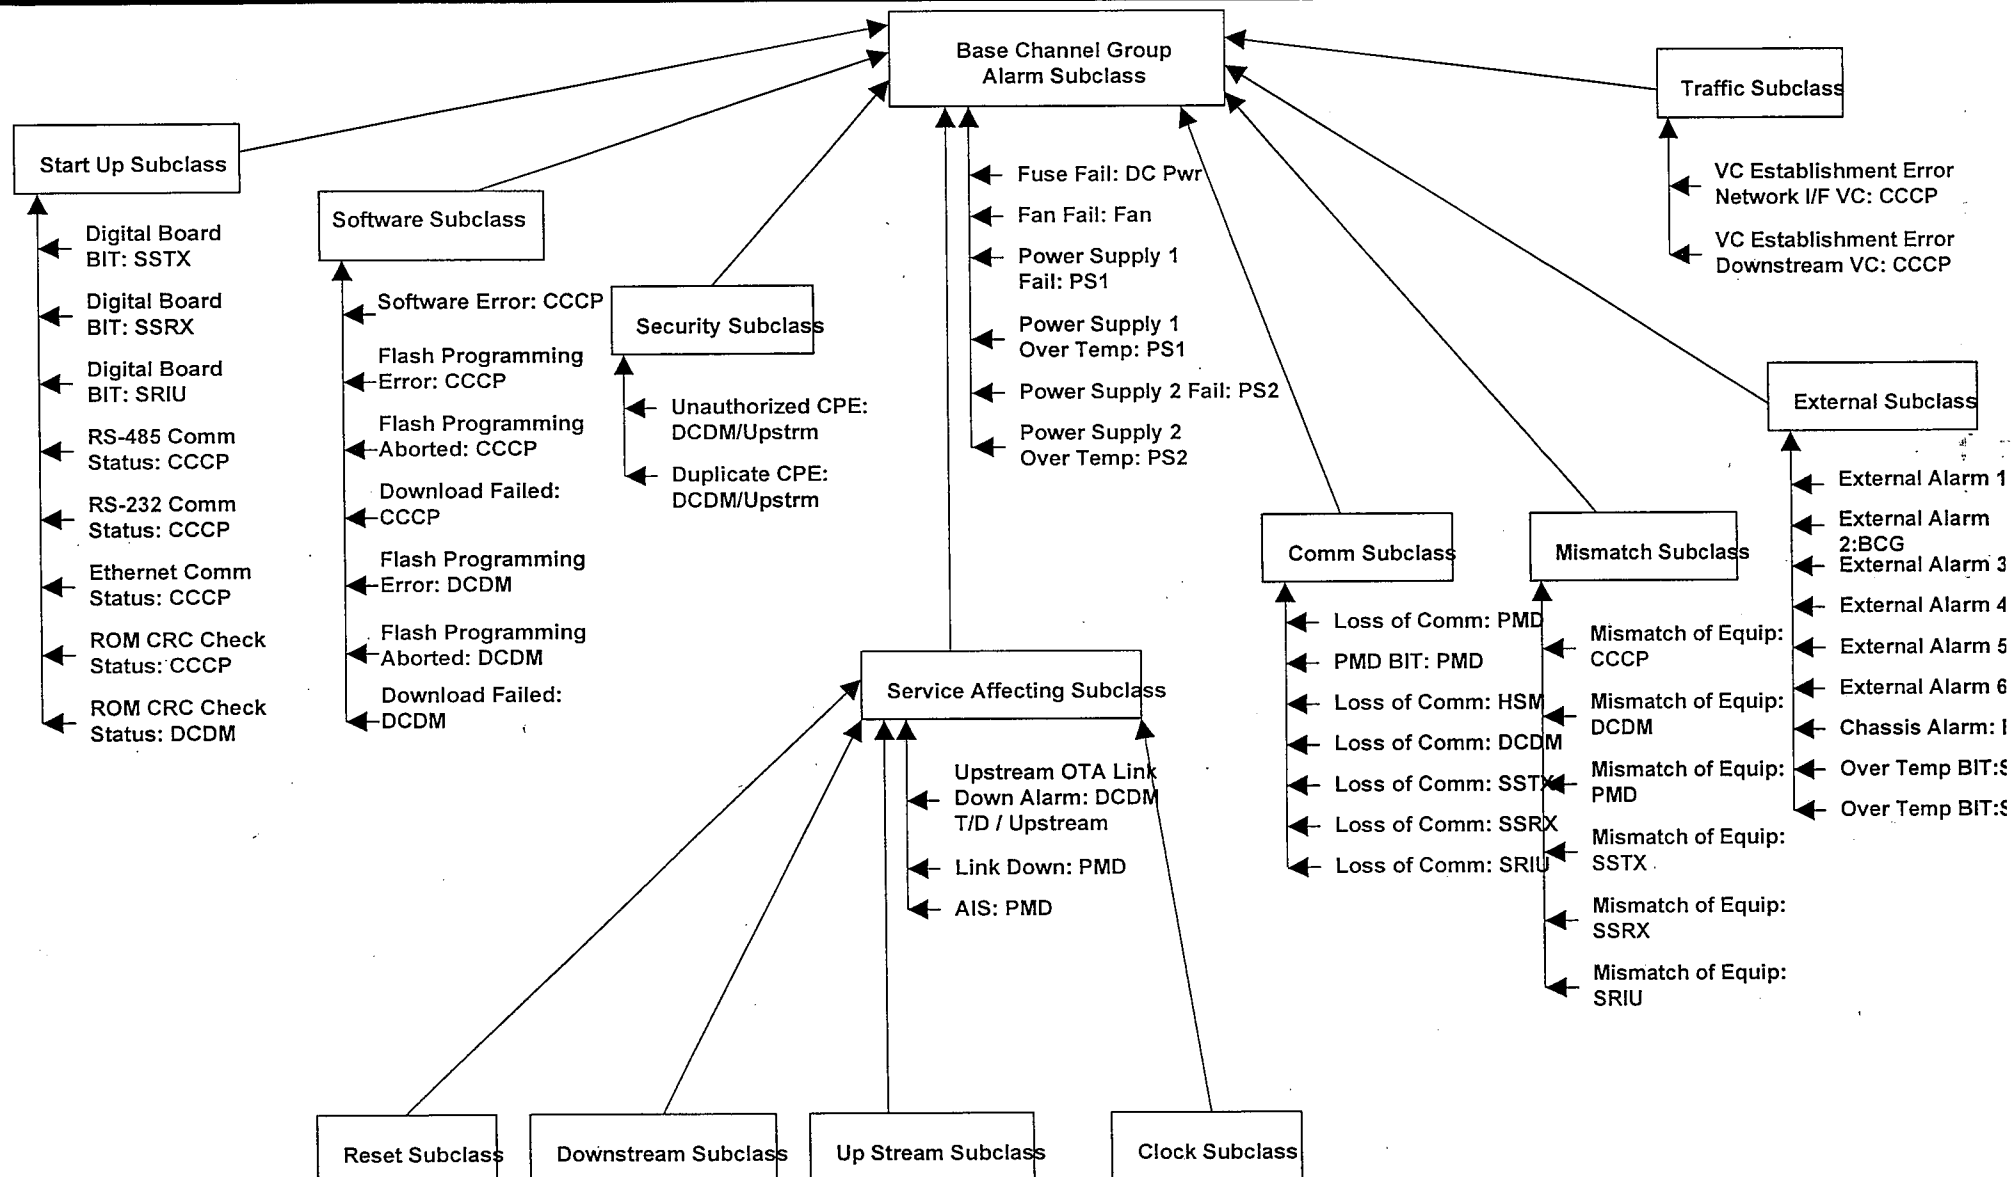 Base Channel Group
Alarm Subclass
Traffic Subclass
VC Establishment Error
Network I/F VC: CCCP
VC Establishment Error
Downstream VC: CCCP
Start Up Subclass
Digital Board
BIT: SSTX
Digital Board
BIT: SSRX
Digital Board
BIT: SRIU
RS-485 Comm
Status: CCCP
RS-232 Comm
Status: CCCP
Ethernet Comm
Status: CCCP
ROM CRC Check
Status: CCCP
ROM CRC Check
Status: DCDM
Software Subclass
Software Error: CCCP
Flash Programming
Error: CCCP
Flash Programming
Aborted: CCCP
Download Failed:
CCCP
Flash Programming
Error: DCDM
Flash Programming
Aborted: DCDM
Download Failed:
DCDM
Security Subclass
Unauthorized CPE:
DCDM/Upstrm
Duplicate CPE:
DCDM/Upstrm
Fuse Fail: DC Pwr
Fan Fail: Fan
Power Supply 1
Fail: PS1
Power Supply 1
Over Temp: PS1
Power Supply 2 Fail: PS2
Power Supply 2
Over Temp: PS2
Service Affecting Subclass
Upstream OTA Link
Down Alarm: DCDM
T/D / Upstream
Link Down: PMD
AIS: PMD
Comm Subclass
Loss of Comm: PMD
PMD BIT: PMD
Loss of Comm: HSM
Loss of Comm: DCDM
Loss of Comm: SSTX
Loss of Comm: SSRX
Loss of Comm: SRIU
Mismatch Subclass
Mismatch of Equip:
CCCP
Mismatch of Equip:
DCDM
Mismatch of Equip:
PMD
Mismatch of Equip:
SSTX
Mismatch of Equip:
SSRX
Mismatch of Equip:
SRIU
External Subclass
External Alarm 1
External Alarm
2:BCG
External Alarm 3
External Alarm 4
External Alarm 5
External Alarm 6
Chassis Alarm:
Over Temp BIT:
Over Temp BIT:
Reset Subclass
Downstream Subclass
Up Stream Subclass
Clock Subclass